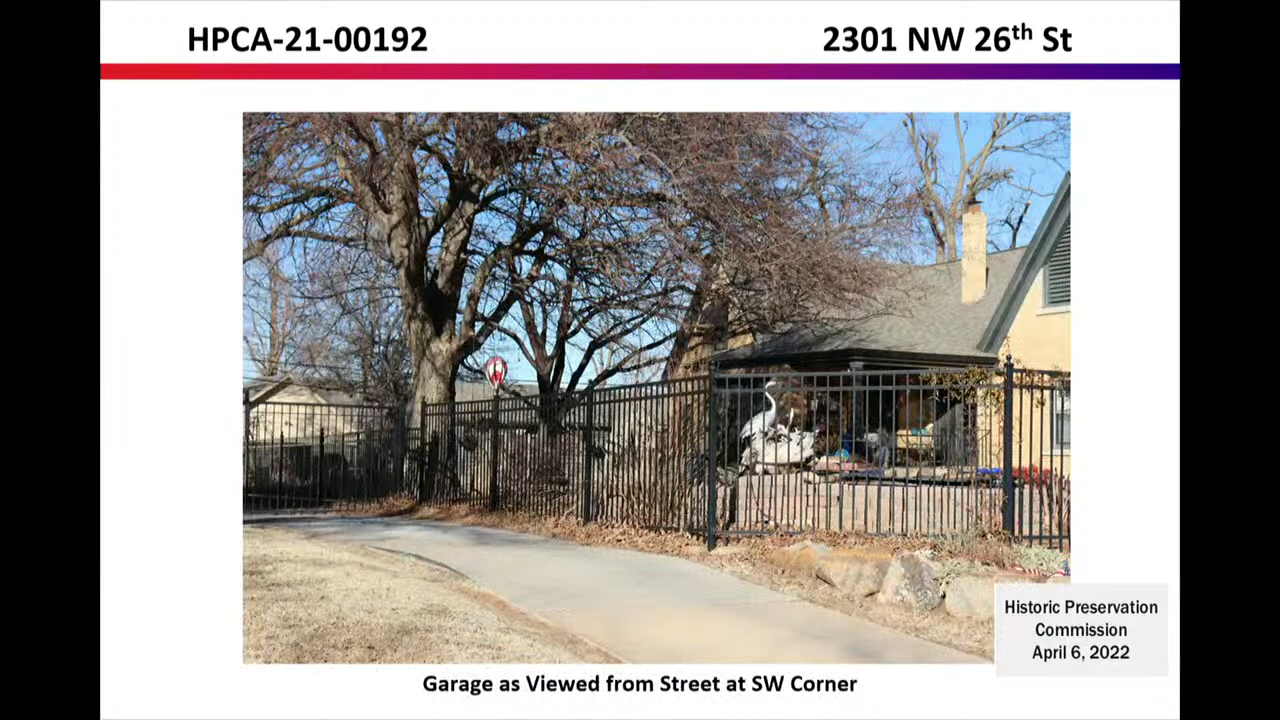 HPCA-21-00192
2301 NW 26th St
Historic Preservation
Commission
April 6, 2022
Garage as Viewed from Street at SW Corner